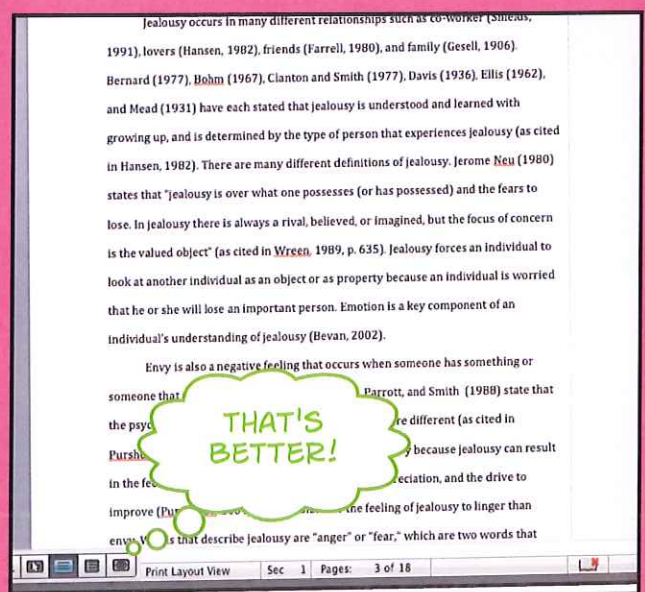 Jealousy occurs in many different relationships such as co-worker (Shields,
1991), lovers (Hansen, 1982), friends (Farrell, 1980), and family (Gesell, 1906).
Bernard (1977), Bohm (1967), Clanton and Smith (1977), Davis (1936), Ellis (1962),
and Mead (1931) have each stated that jealousy is understood and learned with
growing up, and is determined by the type of person that experiences jealousy (as cited
in Hansen, 1982). There are many different definitions of jealousy. Jerome Neu (1980)
states that "jealousy is over what one possesses (or has possessed) and the fears to
lose. In jealousy there is always a rival, believed, or imagined, but the focus of concern
is the valued object" (as cited in Wreen, 1989, p. 635). Jealousy forces an individual to
look at another individual as an object or as property because an individual is worried
that he or she will lose an important person. Emotion is a key component of an
individual's understanding of jealousy (Bevan, 2002).
Envy is also a negative feeling that occurs when someone has something or
someone that Parrott, and Smith (1988) state that
the different (as cited in
because jealousy can result
in the and the drive to
improve the feeling of jealousy to linger than
that describe jealousy are "anger" or "fear," which are two words that
THAT'S
BETTER!
Print Layout View Sec 1 Pages: 3 of 18